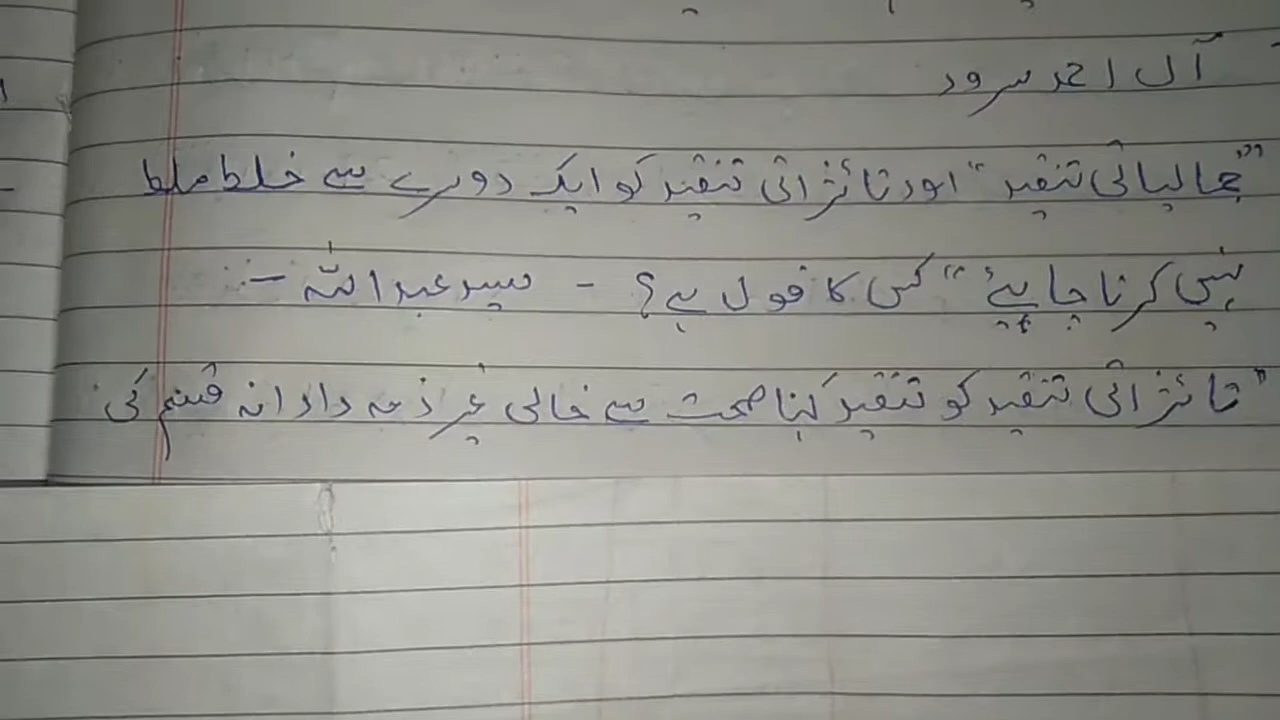 آل احمد سرور
"جمالیاتی تنقید" اور تاثراتی تنقید کو ایک دوسرے سے خلط ملط
نہیں کرنا چاہیئے" کس کا قول ہے؟ - سید عبداللہ -
"تاثراتی تنقید کو تنقید کہنا صحت سے خالی غیر ذمہ دارانہ قسم کی